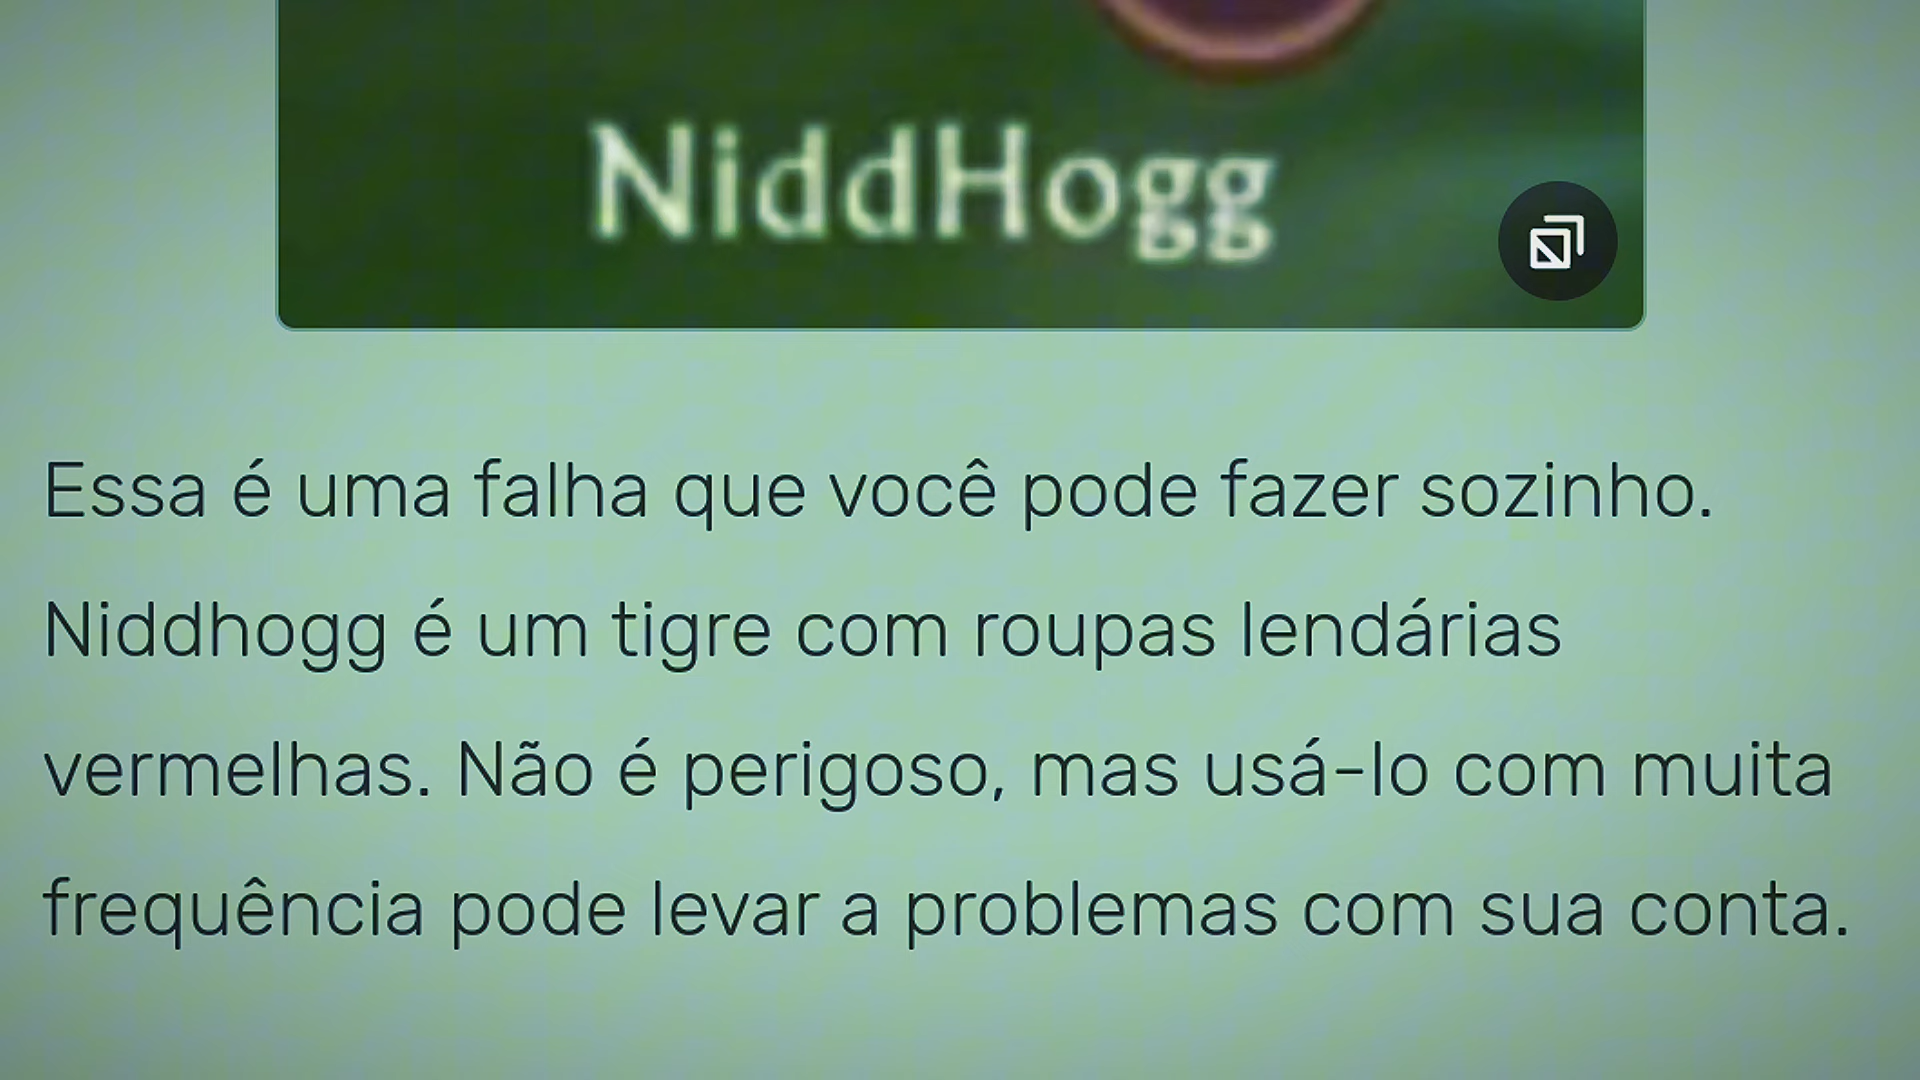 NiddHogg
Essa é uma falha que você pode fazer sozinho.
Niddhogg é um tigre com roupas lendárias
vermelhas. Não é perigoso, mas usá-lo com muita
frequência pode levar a problemas com sua conta.